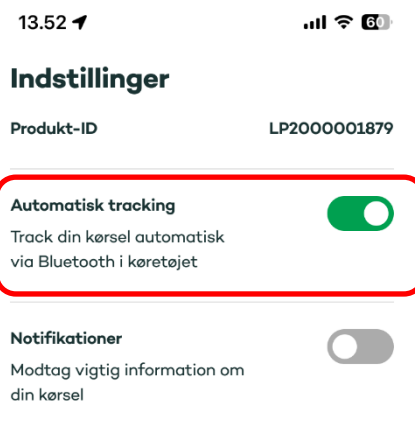 13.52
60
Indstillinger
Produkt-ID LP2000001879
Automatisk tracking
Track din kørsel automatisk
via Bluetooth i køretøjet
Notifikationer
Modtag vigtig information om
din kørsel